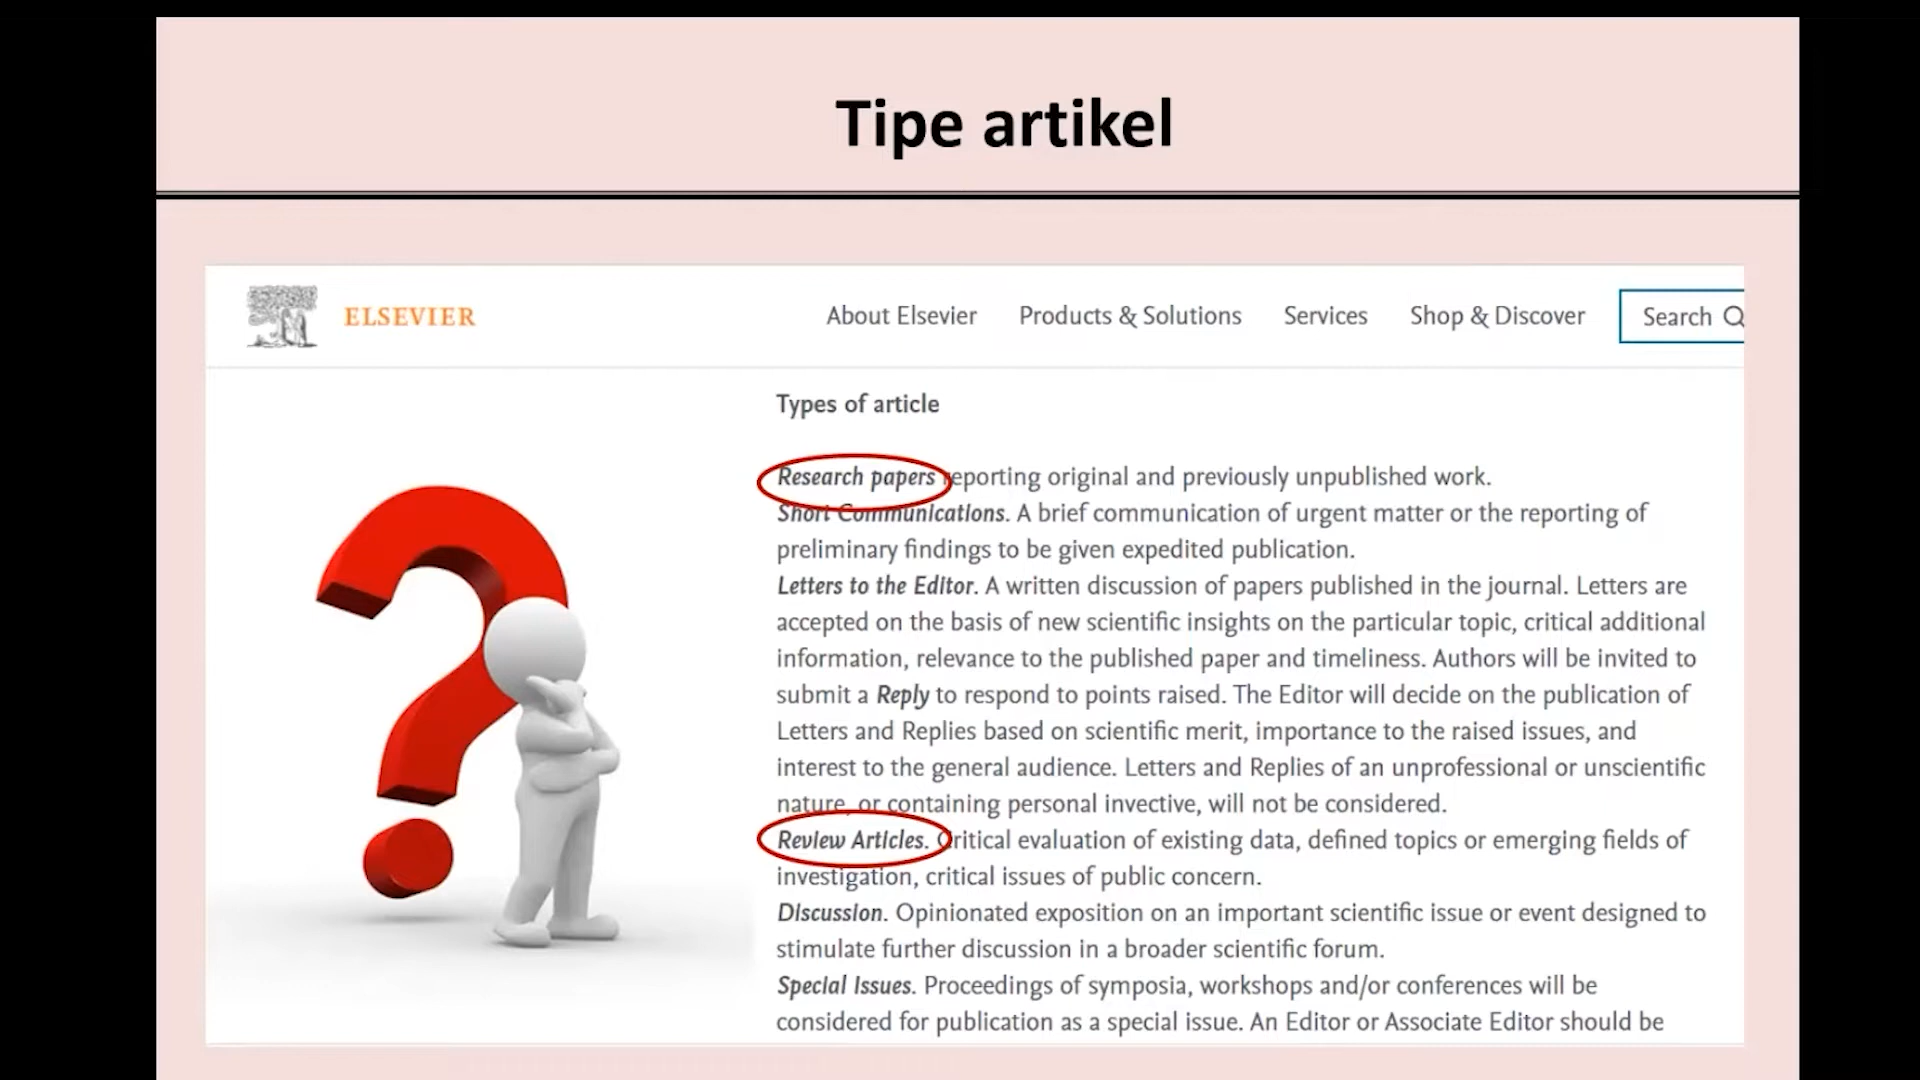 Tipe artikel
ELSEVIER
About Elsevier Products & Solutions Services Shop & Discover Search
Types of article
Research papers reporting original and previously unpublished work.
Short Communications. A brief communication of urgent matter or the reporting of
preliminary findings to be given expedited publication.
Letters to the Editor. A written discussion of papers published in the journal. Letters are
accepted on the basis of new scientific insights on the particular topic, critical additional
information, relevance to the published paper and timeliness. Authors will be invited to
submit a Reply to respond to points raised. The Editor will decide on the publication of
Letters and Replies based on scientific merit, importance to the raised issues, and
interest to the general audience. Letters and Replies of an unprofessional or unscientific
nature, or containing personal invective, will not be considered.
Review Articles. Critical evaluation of existing data, defined topics or emerging fields of
investigation, critical issues of public concern.
Discussion. Opinionated exposition on an important scientific issue or event designed to
stimulate further discussion in a broader scientific forum.
Special Issues. Proceedings of symposia, workshops and/or conferences will be
considered for publication as a special issue. An Editor or Associate Editor should be